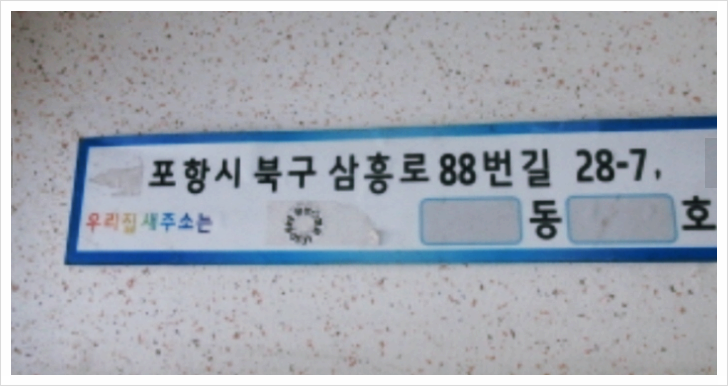 포항시 북구 삼흥로 88번길 28-7,
우리집 새주소는 동 호